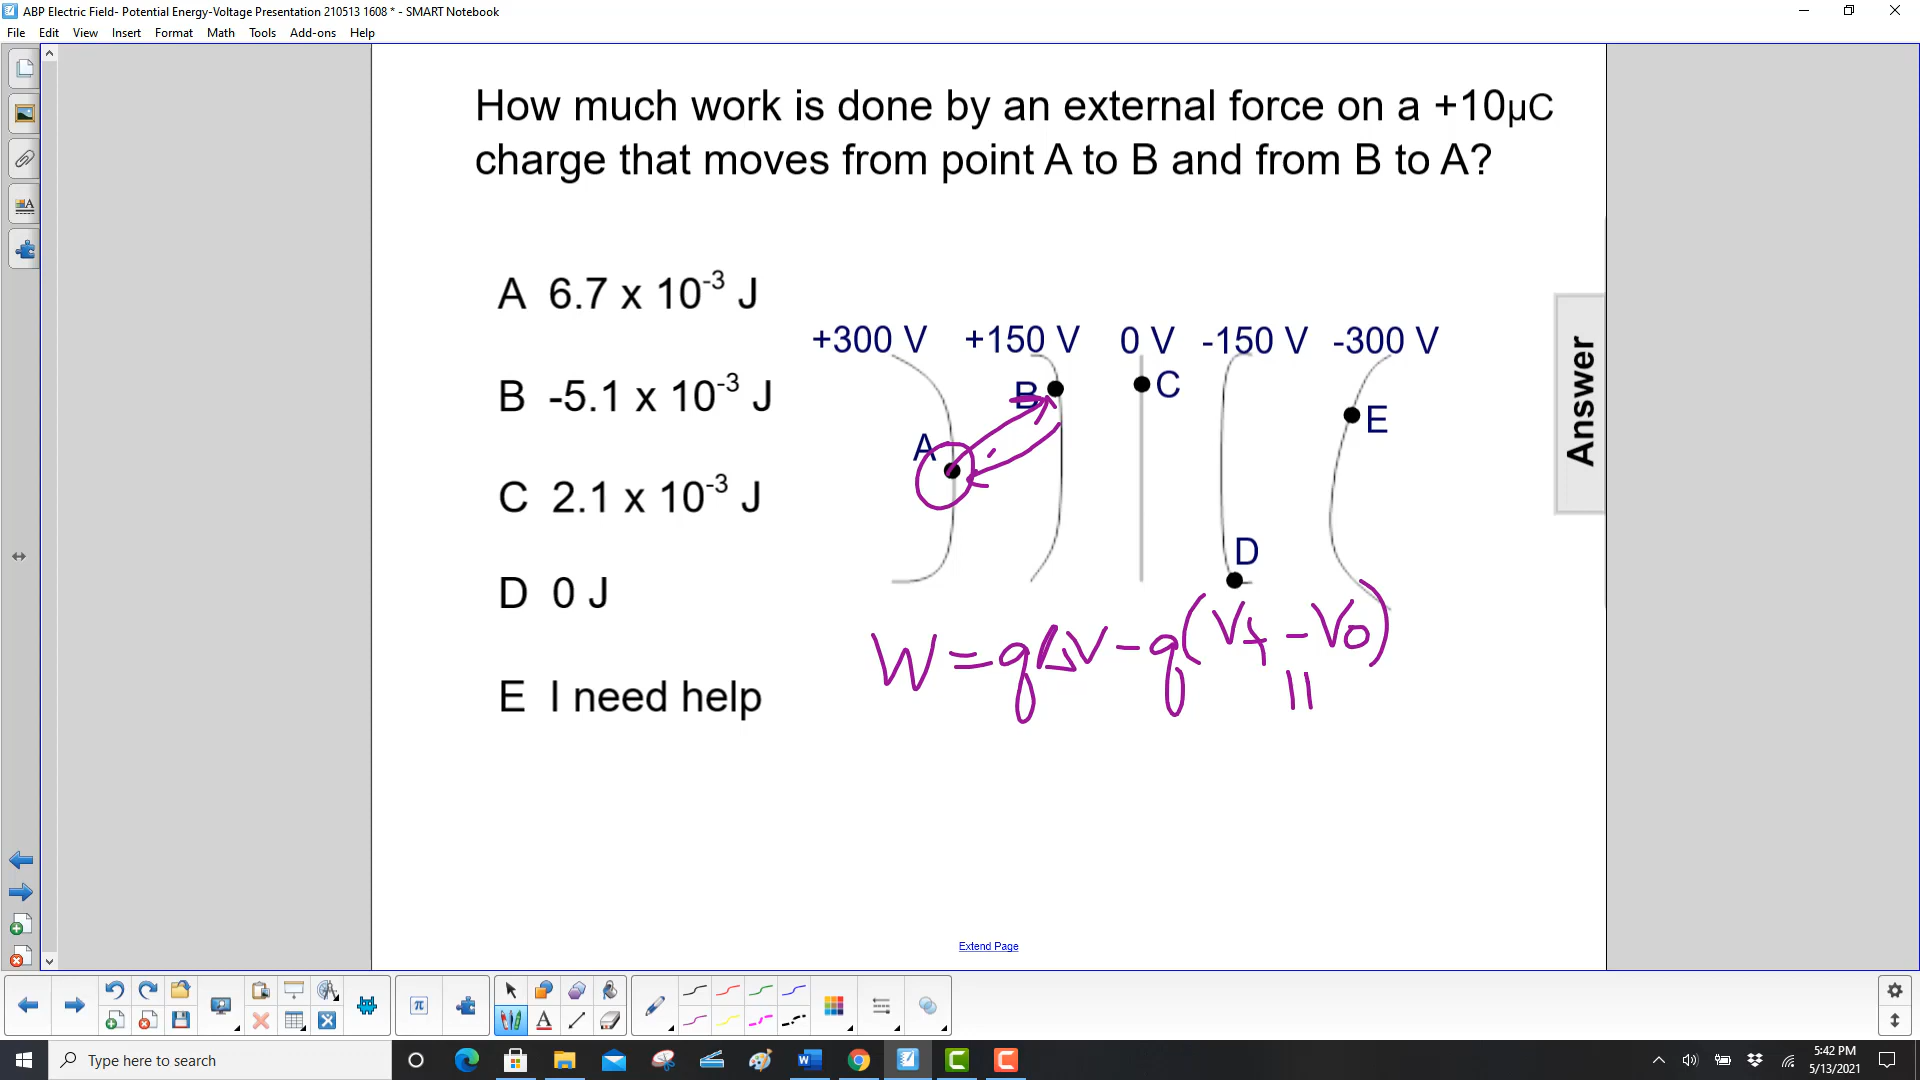 ABP Electric Field- Potential Energy-Voltage Presentation 210513 1608 * - SMART Notebook
File Edit View Insert Format Math Tools Add-ons Help
How much work is done by an external force on a +10µC
charge that moves from point A to B and from B to A?
A 6.7 x 10⁻³ J
B -5.1 x 10⁻³ J
C 2.1 x 10⁻³ J
D 0 J
E I need help
+300 V +150 V 0 V -150 V -300 V
B C
E
A
D
W = qΔV - q(Vf - Vo)
Answer
Extend Page
π
A
Type here to search
5:42 PM
5/13/2021